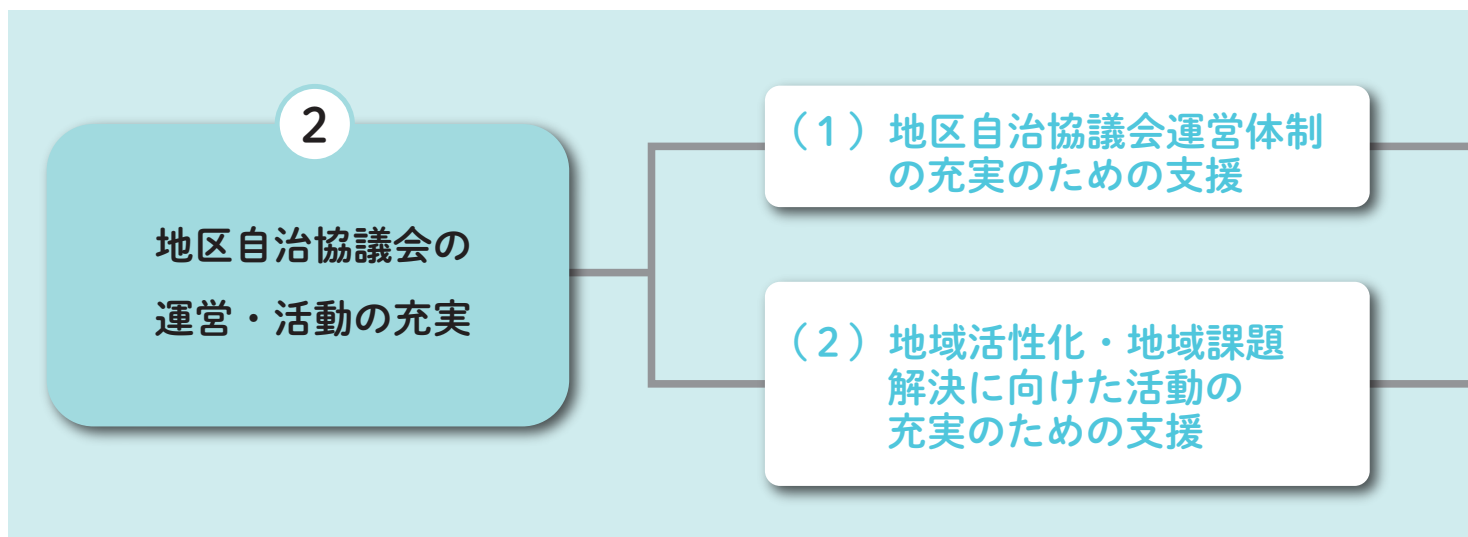 2
地区自治協議会の
運営・活動の充実
（１）地区自治協議会運営体制
の充実のための支援
（２）地域活性化・地域課題
解決に向けた活動の
充実のための支援